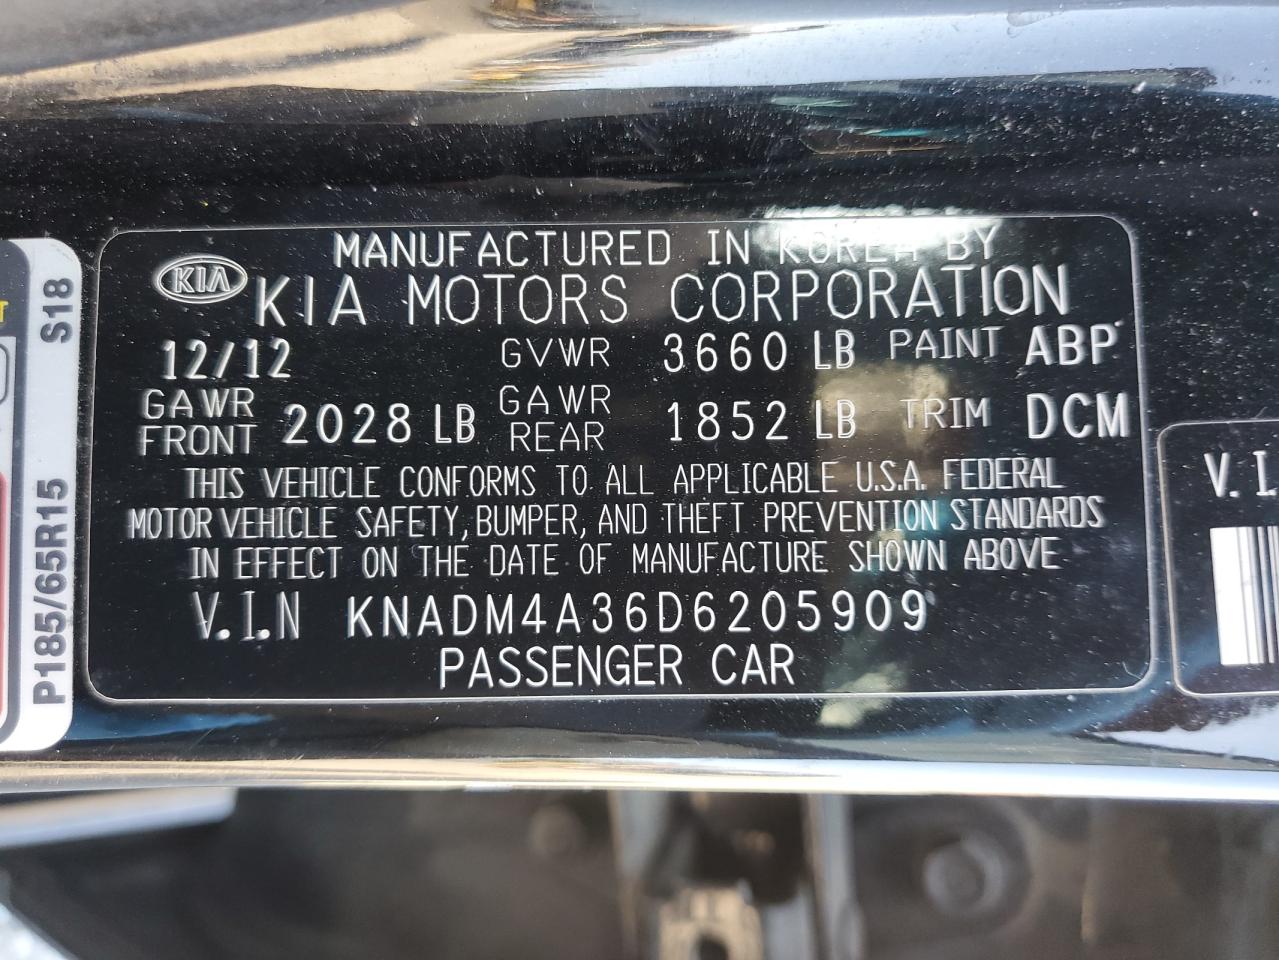 MANUFACTURED IN KOREA BY
KIA KIA MOTORS CORPORATION
12/12 GVWR 3660 LB PAINT ABP
GAWR FRONT 2028 LB GAWR REAR 1852 LB TRIM DCM
THIS VEHICLE CONFORMS TO ALL APPLICABLE U.S.A. FEDERAL
MOTOR VEHICLE SAFETY, BUMPER, AND THEFT PREVENTION STANDARDS
IN EFFECT ON THE DATE OF MANUFACTURE SHOWN ABOVE
V.I.N KNADM4A36D6205909
PASSENGER CAR
P185/65R15 S18
V.I.